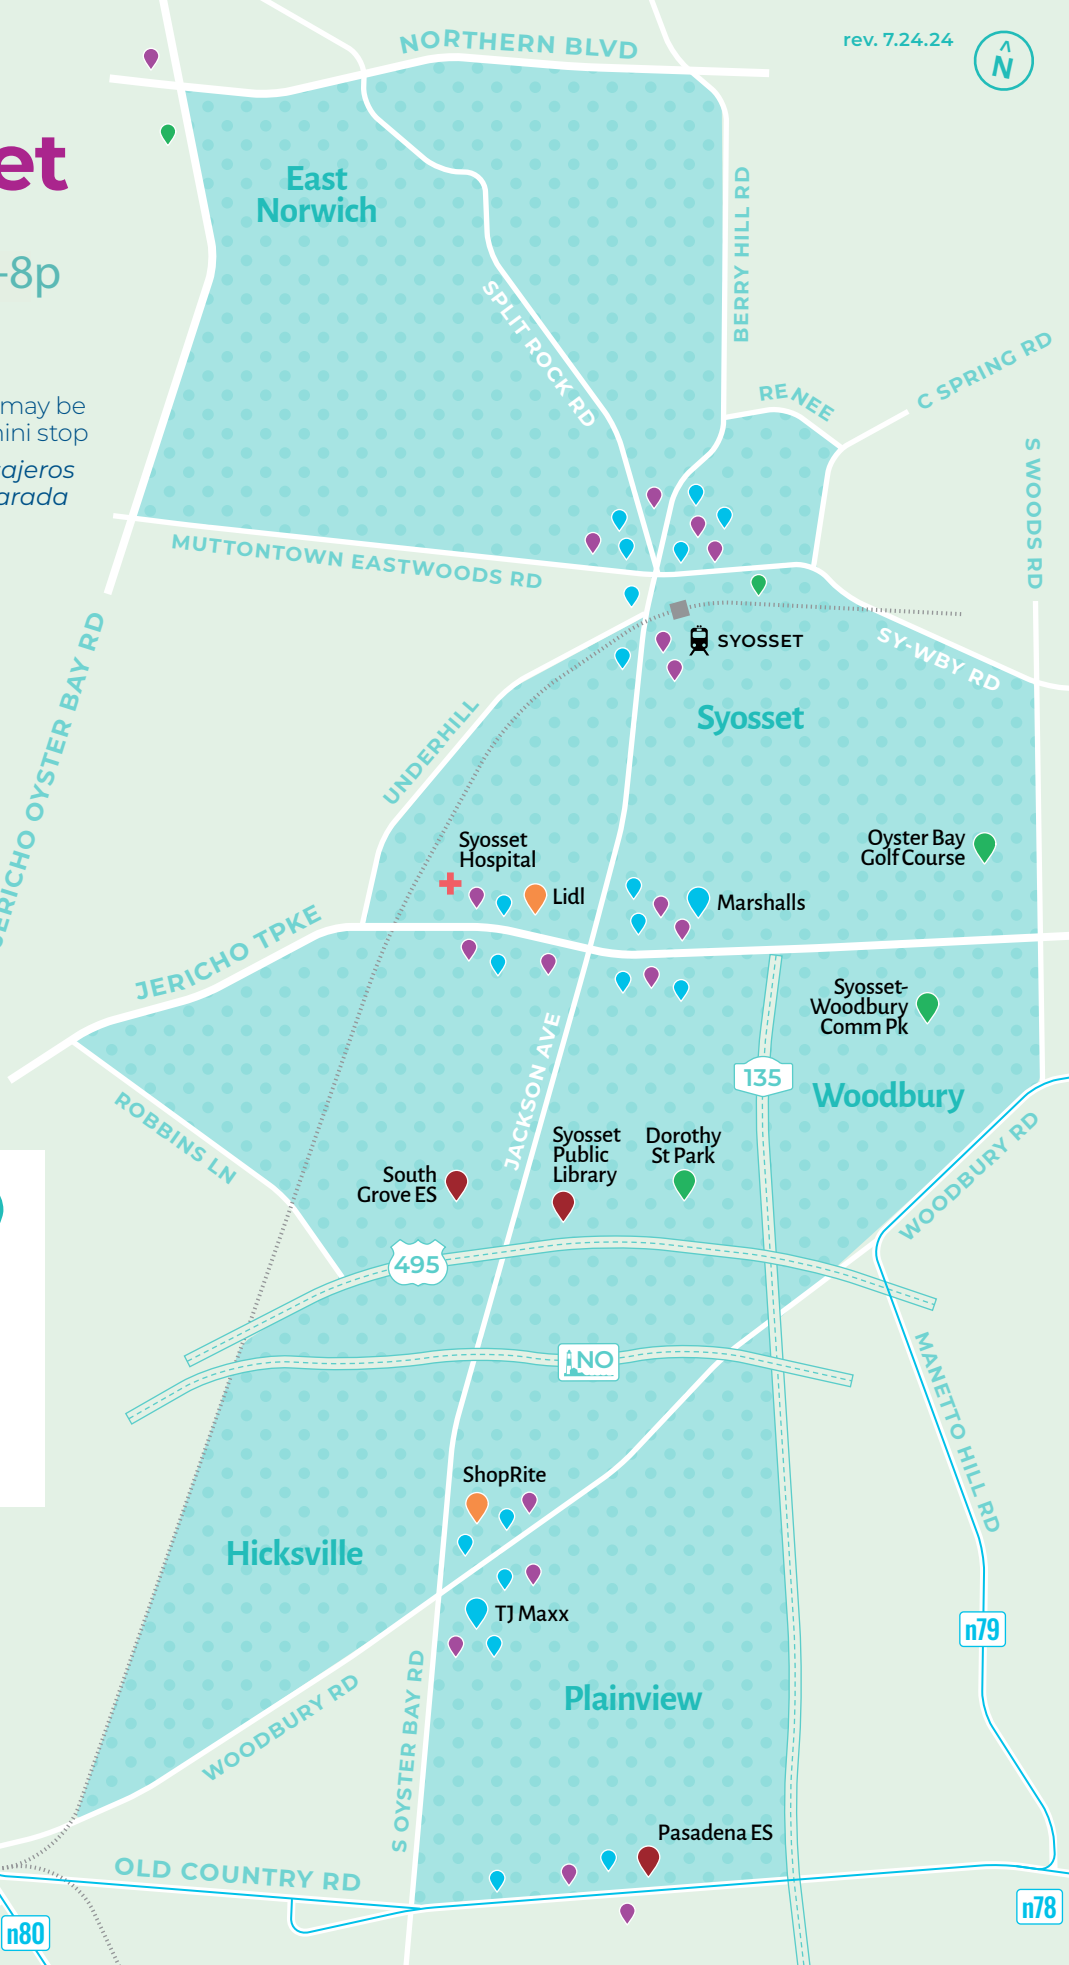 NORTHERN BLVD
rev. 7.24.24
N
et
East
Norwich
BERRY HILL RD
-8p
SPLIT ROCK RD
C SPRING RD
RENEE
may be
nini stop
ajeros
arada
S WOODS RD
MUTTONTOWN EASTWOODS RD
JERICHO OYSTER BAY RD
SYOSSET
SY-WBY RD
Syosset
UNDERHILL
Syosset
Hospital
Oyster Bay
Golf Course
Lidl
Marshalls
JERICHO TPKE
Syosset-
Woodbury
Comm Pk
JACKSON AVE
135
Woodbury
ROBBINS LN
Syosset
Public
Library
Dorothy
St Park
WOODBURY RD
South
Grove ES
495
NO
MANETTO HILL RD
ShopRite
Hicksville
TJ Maxx
n79
Plainview
WOODBURY RD
S OYSTER BAY RD
Pasadena ES
OLD COUNTRY RD
n78
n80